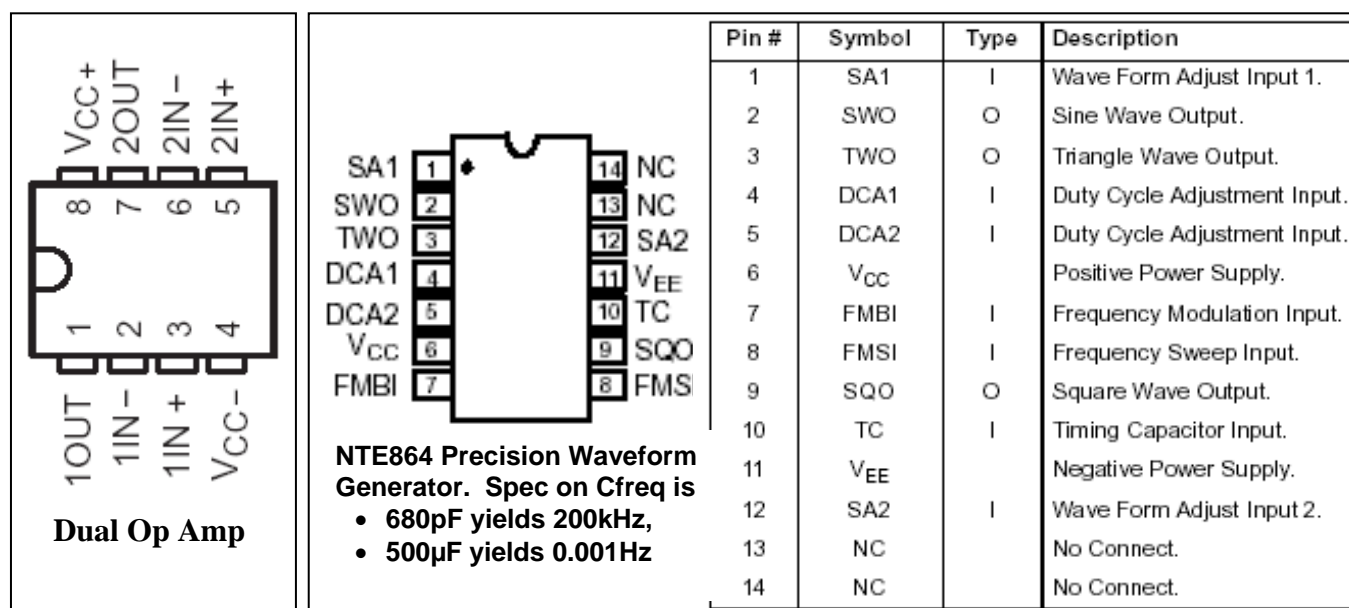 VCC+
2OUT
2IN−
2IN+
8 7 6 5
1 2 3 4
1OUT
1IN−
1IN +
VCC−
Dual Op Amp
SA1 1 14 NC
SWO 2 13 NC
TWO 3 12 SA2
DCA1 4 11 VEE
DCA2 5 10 TC
VCC 6 9 SQO
FMBI 7 8 FMS
NTE864 Precision Waveform
Generator. Spec on Cfreq is
• 680pF yields 200kHz,
• 500µF yields 0.001Hz
Pin # Symbol Type Description
1 SA1 I Wave Form Adjust Input 1.
2 SWO O Sine Wave Output.
3 TWO O Triangle Wave Output.
4 DCA1 I Duty Cycle Adjustment Input.
5 DCA2 I Duty Cycle Adjustment Input.
6 VCC Positive Power Supply.
7 FMBI I Frequency Modulation Input.
8 FMSI I Frequency Sweep Input.
9 SQO O Square Wave Output.
10 TC I Timing Capacitor Input.
11 VEE Negative Power Supply.
12 SA2 I Wave Form Adjust Input 2.
13 NC No Connect.
14 NC No Connect.